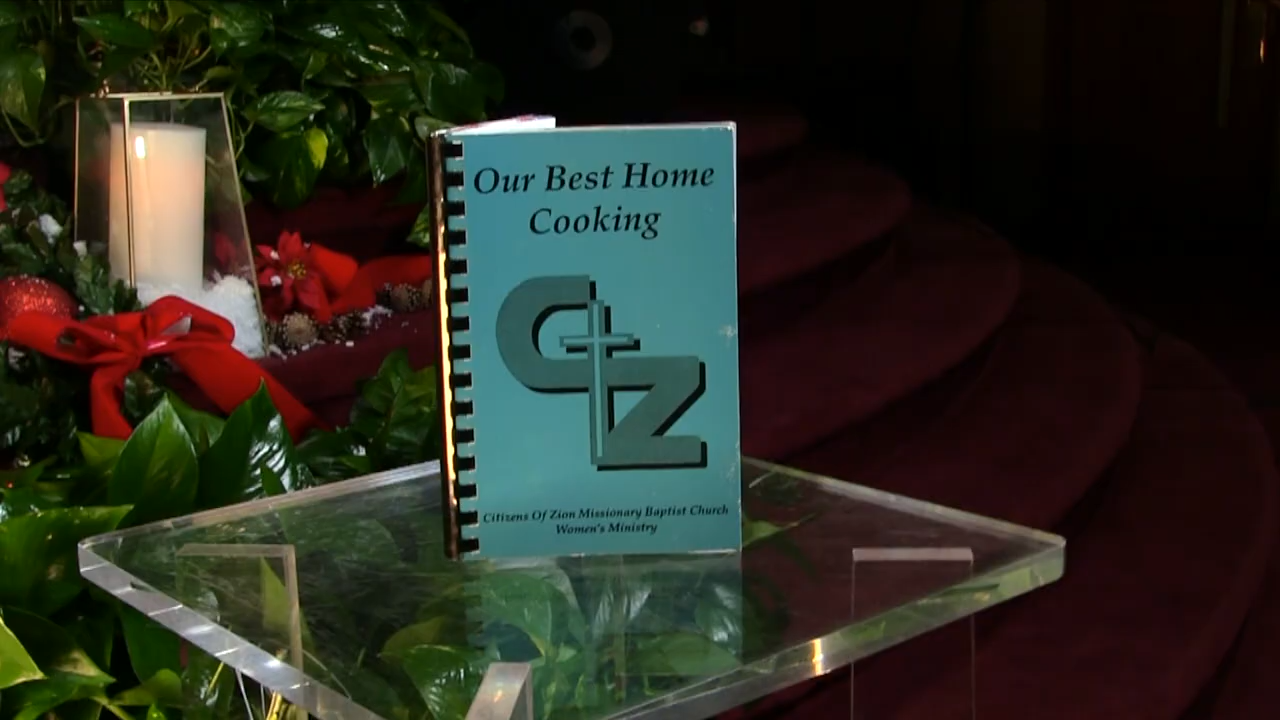 Our Best Home
Cooking
CZ
Citizens Of Zion Missionary Baptist Church
Women's Ministry